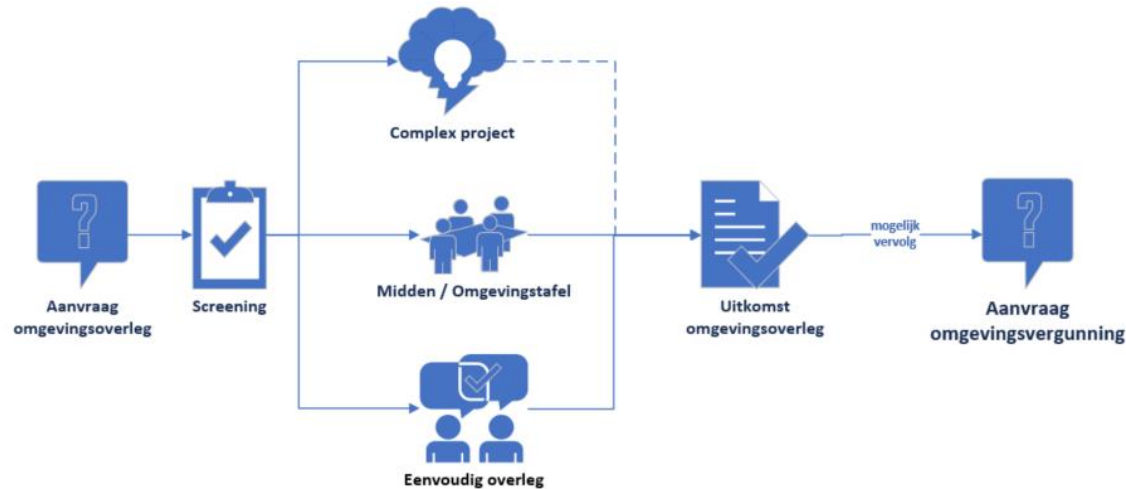 Complex project
Aanvraag
omgevingsoverleg
Screening
Midden / Omgevingstafel
Eenvoudig overleg
Uitkomst
omgevingsoverleg
mogelijk
vervolg
Aanvraag
omgevingsvergunning